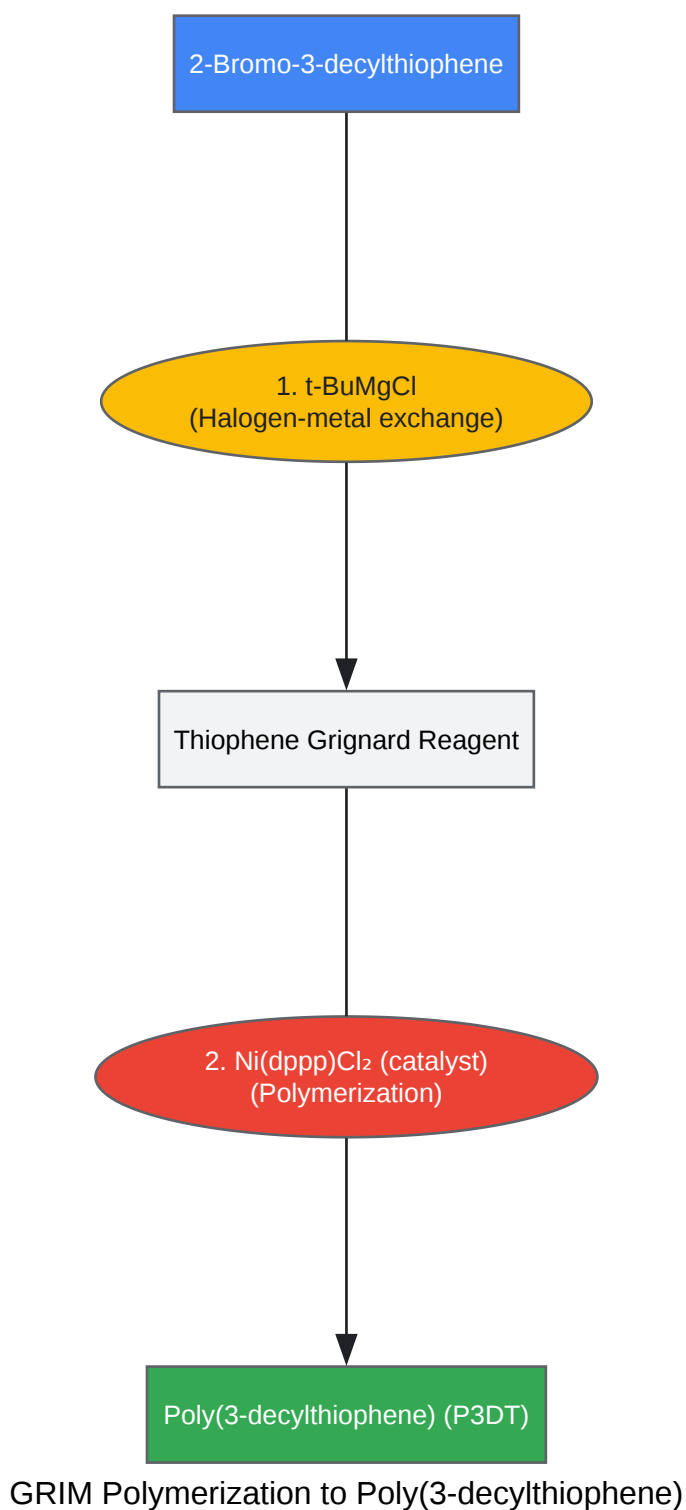 2-Bromo-3-decylthiophene
1. t-BuMgCl
(Halogen-metal exchange)
Thiophene Grignard Reagent
2. Ni(dppp)Cl₂ (catalyst)
(Polymerization)
Poly(3-decylthiophene) (P3DT)
GRIM Polymerization to Poly(3-decylthiophene)